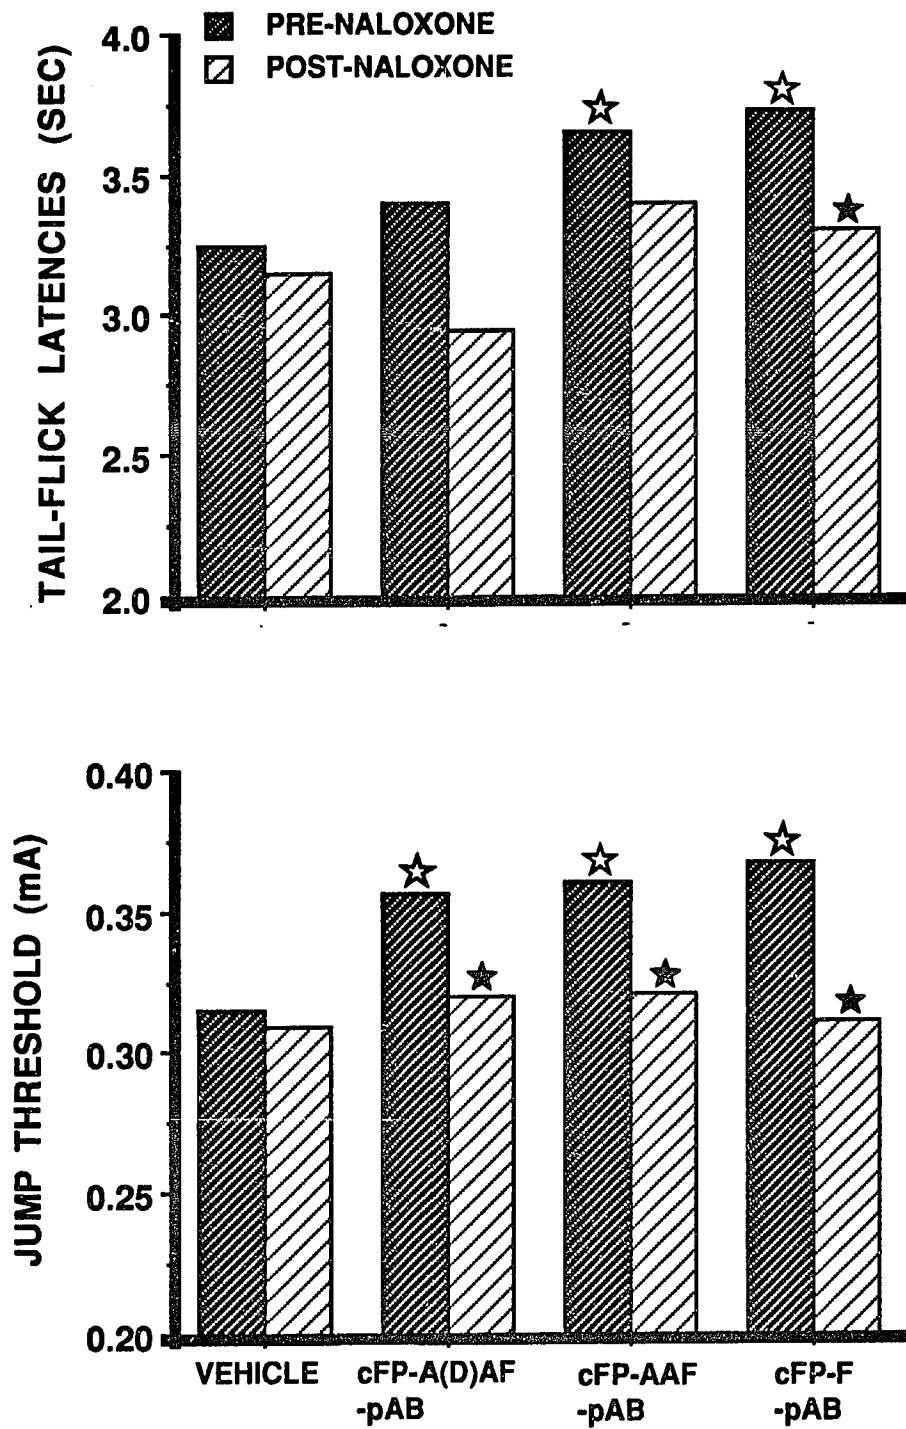 PRE-NALOXONE
POST-NALOXONE
TAIL-FLICK LATENCIES (SEC)
4.0
3.5
3.0
2.5
2.0
JUMP THRESHOLD (mA)
0.40
0.35
0.30
0.25
0.20
VEHICLE
cFP-A(D)AF
-pAB
cFP-AAF
-pAB
cFP-F
-pAB